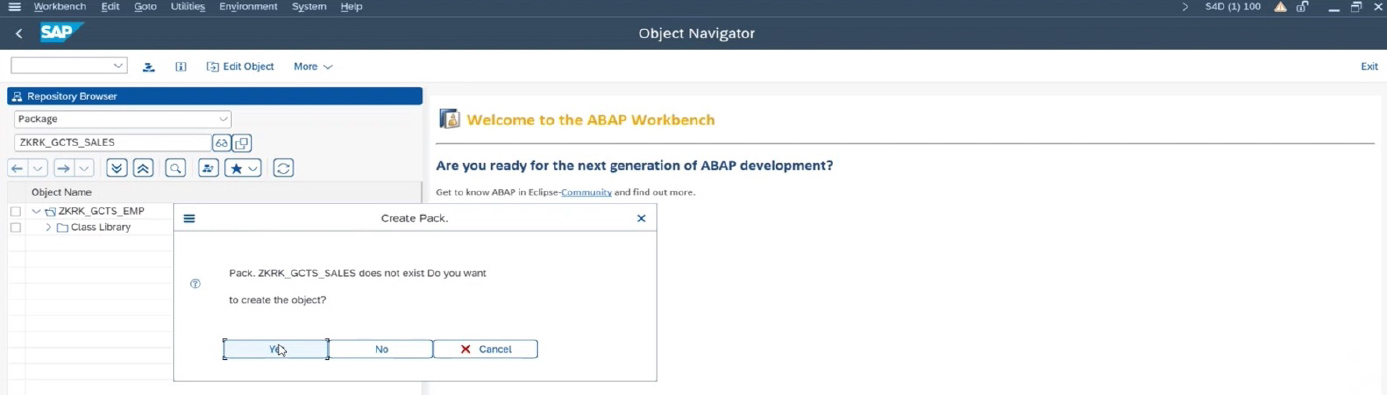 Workbench Edit Goto Utilities Environment System Help S4D (1) 100
SAP Object Navigator
Edit Object More Exit
Repository Browser
Package
ZKRK_GCTS_SALES
Object Name
ZKRK_GCTS_EMP
Class Library
Welcome to the ABAP Workbench
Are you ready for the next generation of ABAP development?
Get to know ABAP in Eclipse-Community and find out more.
Create Pack.
Pack. ZKRK_GCTS_SALES does not exist Do you want
to create the object?
No Cancel